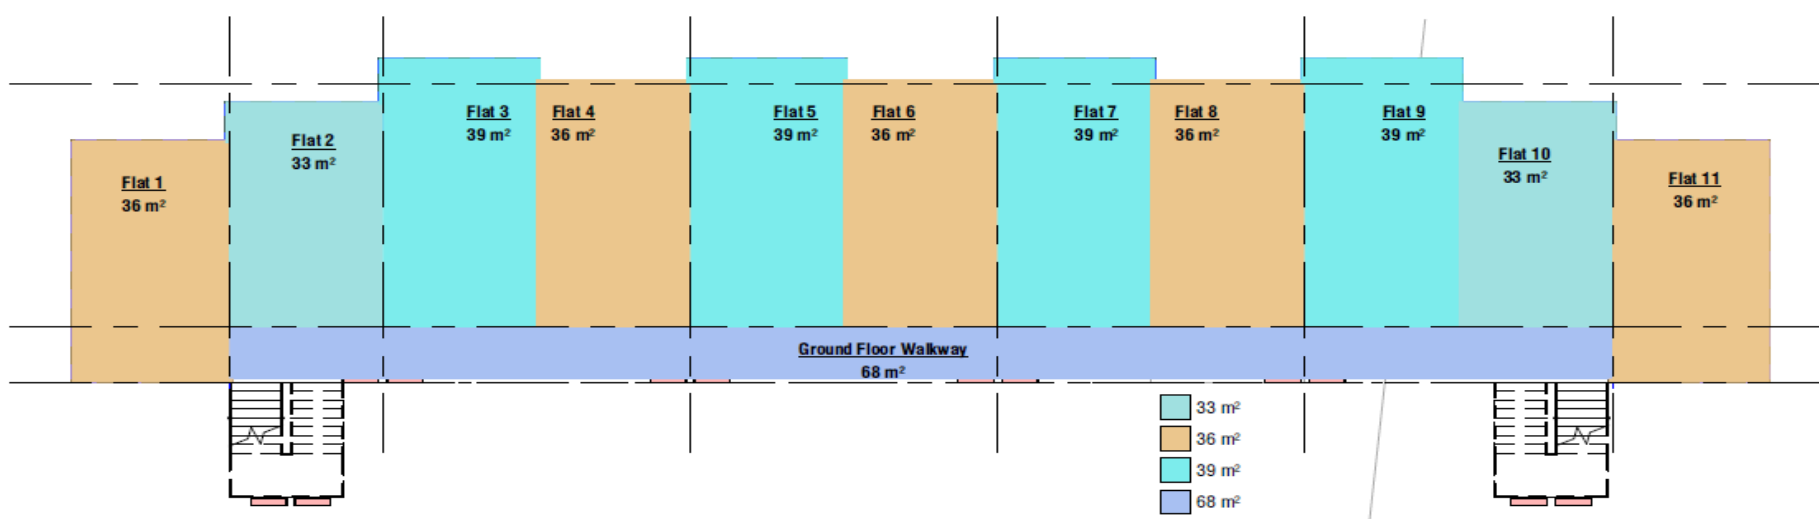 Flat 1
36 m²
Flat 2
33 m²
Flat 3
39 m²
Flat 4
36 m²
Flat 5
39 m²
Flat 6
36 m²
Flat 7
39 m²
Flat 8
36 m²
Flat 9
39 m²
Flat 10
33 m²
Flat 11
36 m²
Ground Floor Walkway
68 m²
33 m²
36 m²
39 m²
68 m²